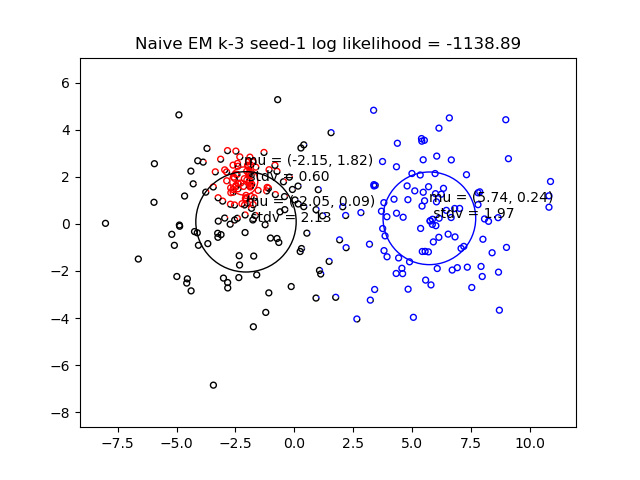 Naive EM k-3 seed-1 log likelihood = -1138.89
6
4
2
0
−2
−4
−6
−8
mu = (-2.15, 1.82)
stdv = 0.60
mu = (-2.05, 0.09)
stdv = 2.13
mu = (5.74, 0.24)
stdv = 1.97
−7.5 −5.0 −2.5 0.0 2.5 5.0 7.5 10.0